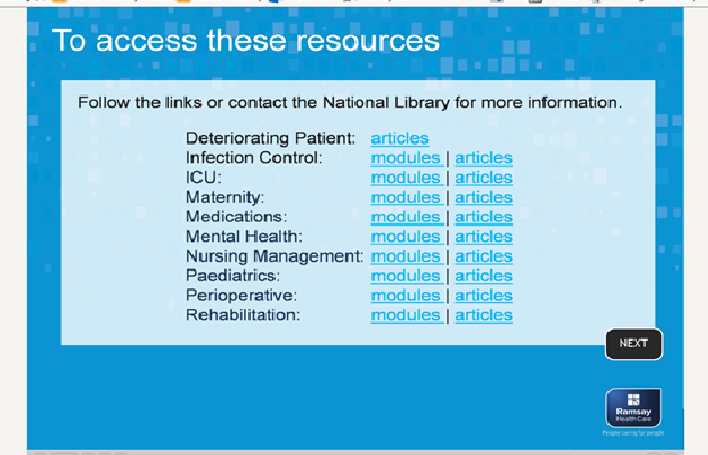 To access these resources
Follow the links or contact the National Library for more information.
Deteriorating Patient: articles
Infection Control: modules | articles
ICU: modules | articles
Maternity: modules | articles
Medications: modules | articles
Mental Health: modules | articles
Nursing Management: modules | articles
Paediatrics: modules | articles
Perioperative: modules | articles
Rehabilitation: modules | articles
NEXT
Ramsay
Health Care
People caring for people